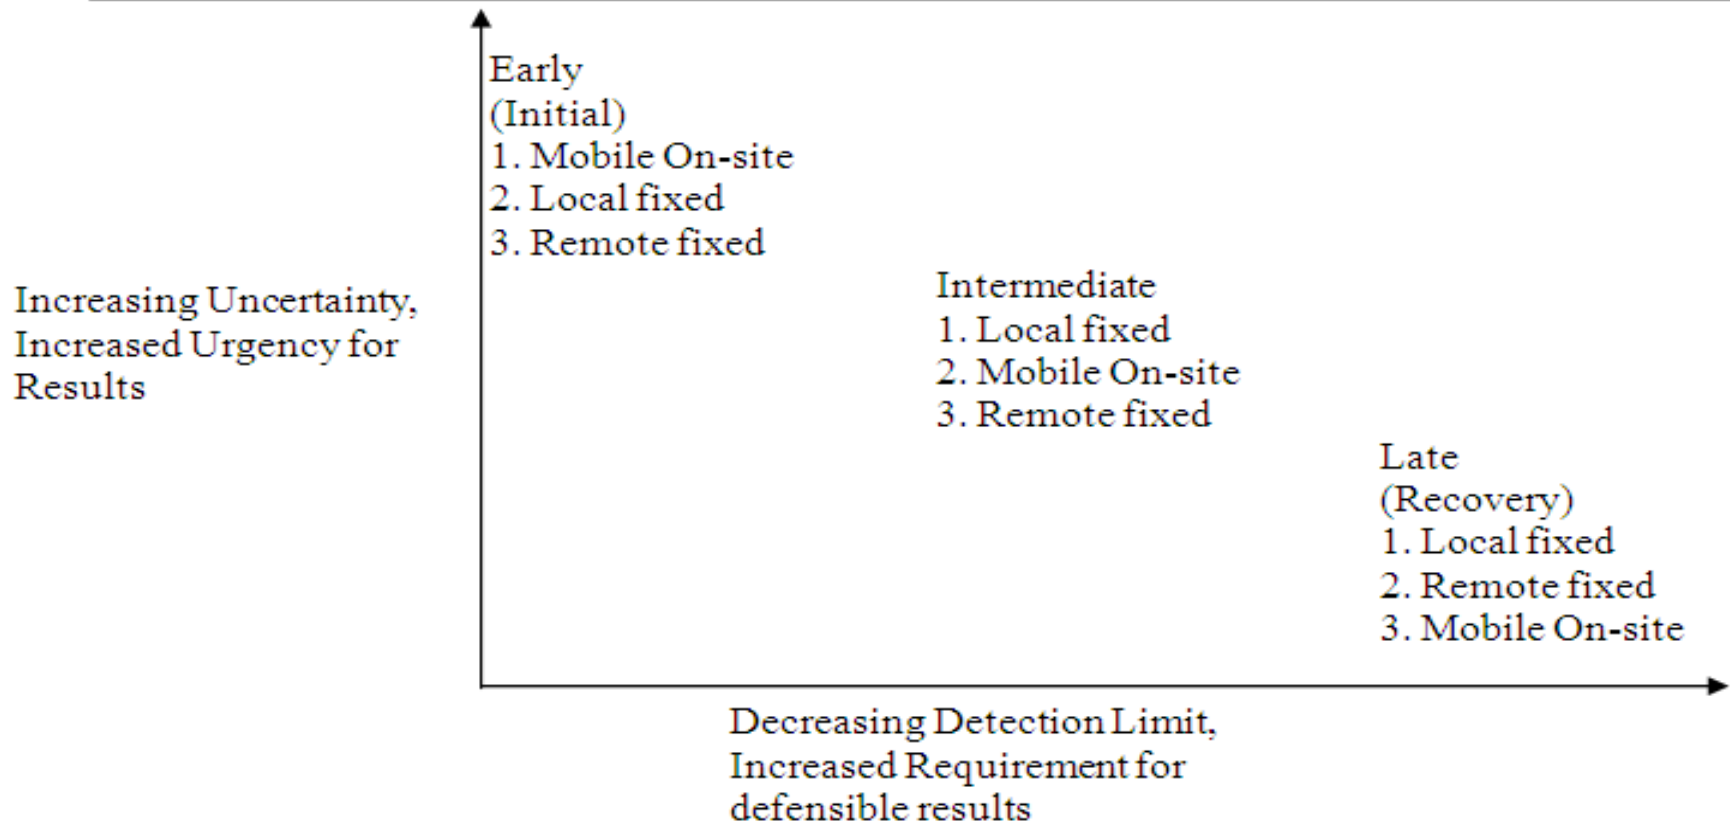 Early
(Initial)
1. Mobile On-site
2. Local fixed
3. Remote fixed
Increasing Uncertainty,
Increased Urgency for
Results
Intermediate
1. Local fixed
2. Mobile On-site
3. Remote fixed
Late
(Recovery)
1. Local fixed
2. Remote fixed
3. Mobile On-site
Decreasing Detection Limit,
Increased Requirement for
defensible results